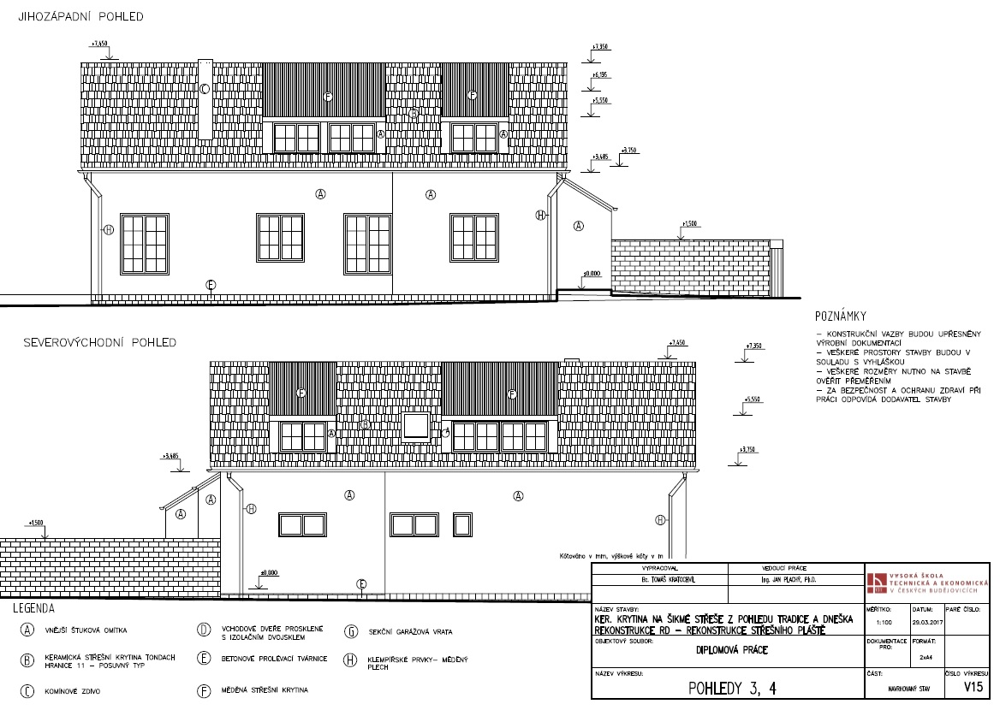 JIHOZÁPADNÍ POHLED
+7,450
+7,350
+6,135
+5,550
+3,485
+3,750
+1,500
±0,000
C
F
F
G
A
A
A
A
H
H
A
E
POZNÁMKY
– KONSTRUKČNÍ VAZBY BUDOU UPŘESNĚNY
VÝROBNÍ DOKUMENTACÍ
– VEŠKERÉ PROSTORY STAVBY BUDOU V
SOULADU S VYHLÁŠKOU
– VEŠKERÉ ROZMĚRY NUTNO NA STAVBĚ
OVĚŘIT PŘEMĚŘENÍM
– ZA BEZPEČNOST A OCHRANU ZDRAVÍ PŘI
PRÁCI ODPOVÍDÁ DODAVATEL STAVBY
SEVEROVÝCHODNÍ POHLED
+7,450
+7,350
+5,550
+3,750
+3,485
+1,500
±0,000
F
F
B
A
A
A
A
A
A
H
H
E
Kótováno v mm, výškové kóty v m
LEGENDA
A VNĚJŠÍ ŠTUKOVÁ OMÍTKA
B KERAMICKÁ STŘEŠNÍ KRYTINA TONDACH
HRANICE 11 – POSUVNÝ TYP
C KOMÍNOVÉ ZDIVO
D VCHODOVÉ DVEŘE PROSKLENÉ
S IZOLAČNÍM DVOJSKLEM
E BETONOVÉ PROLÉVACÍ TVÁRNICE
F MĚDĚNÁ STŘEŠNÍ KRYTINA
G SEKČNÍ GARÁŽOVÁ VRATA
H KLEMPÍŘSKÉ PRVKY– MĚDĚNÝ
PLECH
VYPRACOVAL
VEDOUCÍ PRÁCE
Bc. TOMÁŠ KRATOCHVÍL
Ing. JAN PLACHÝ, Ph.D.
VYSOKÁ ŠKOLA
TECHNICKÁ A EKONOMICKÁ
V ČESKÝCH BUDĚJOVICÍCH
NÁZEV STAVBY:
KER. KRYTINA NA ŠIKMÉ STŘEŠE Z POHLEDU TRADICE A DNEŠKA
REKONSTRUKCE RD – REKONSTRUKCE STŘEŠNÍHO PLÁŠTĚ
MĚŘÍTKO:
DATUM:
PARÉ ČÍSLO:
1:100
29.03.2017
OBJEKTOVÝ SOUBOR:
DIPLOMOVÁ PRÁCE
DOKUMENTACE
PRO:
FORMÁT:
2xA4
NÁZEV VÝKRESU:
POHLEDY 3, 4
ČÁST:
NAVRHOVANÝ STAV
ČÍSLO VÝKRESU
V15